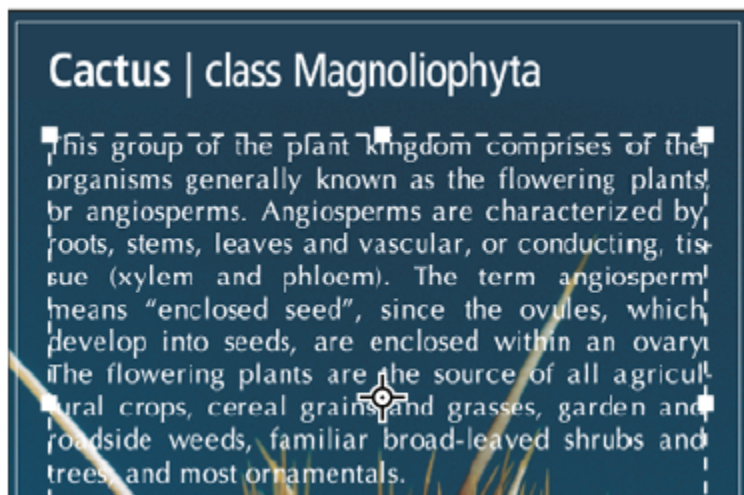 Cactus | class Magnoliophyta
This group of the plant kingdom comprises of the
organisms generally known as the flowering plants
or angiosperms. Angiosperms are characterized by
roots, stems, leaves and vascular, or conducting, tis-
sue (xylem and phloem). The term angiosperm
means “enclosed seed”, since the ovules, which
develop into seeds, are enclosed within an ovary.
The flowering plants are the source of all agricul-
tural crops, cereal grains and grasses, garden and
roadside weeds, familiar broad-leaved shrubs and
trees, and most ornamentals.